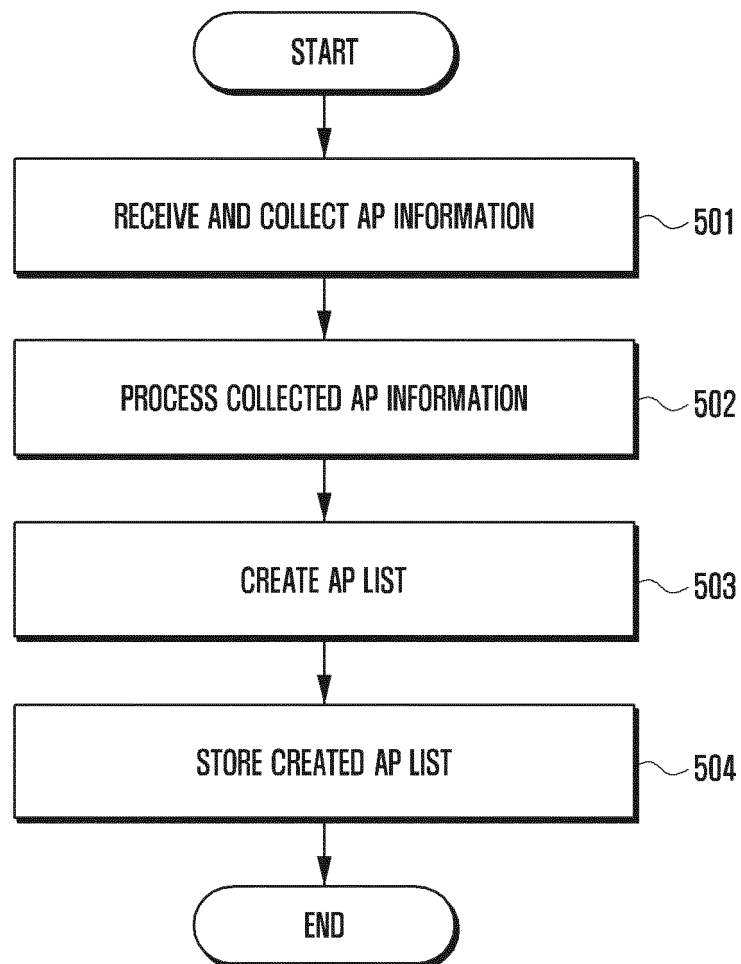 START
RECEIVE AND COLLECT AP INFORMATION
501
PROCESS COLLECTED AP INFORMATION
502
CREATE AP LIST
503
STORE CREATED AP LIST
504
END